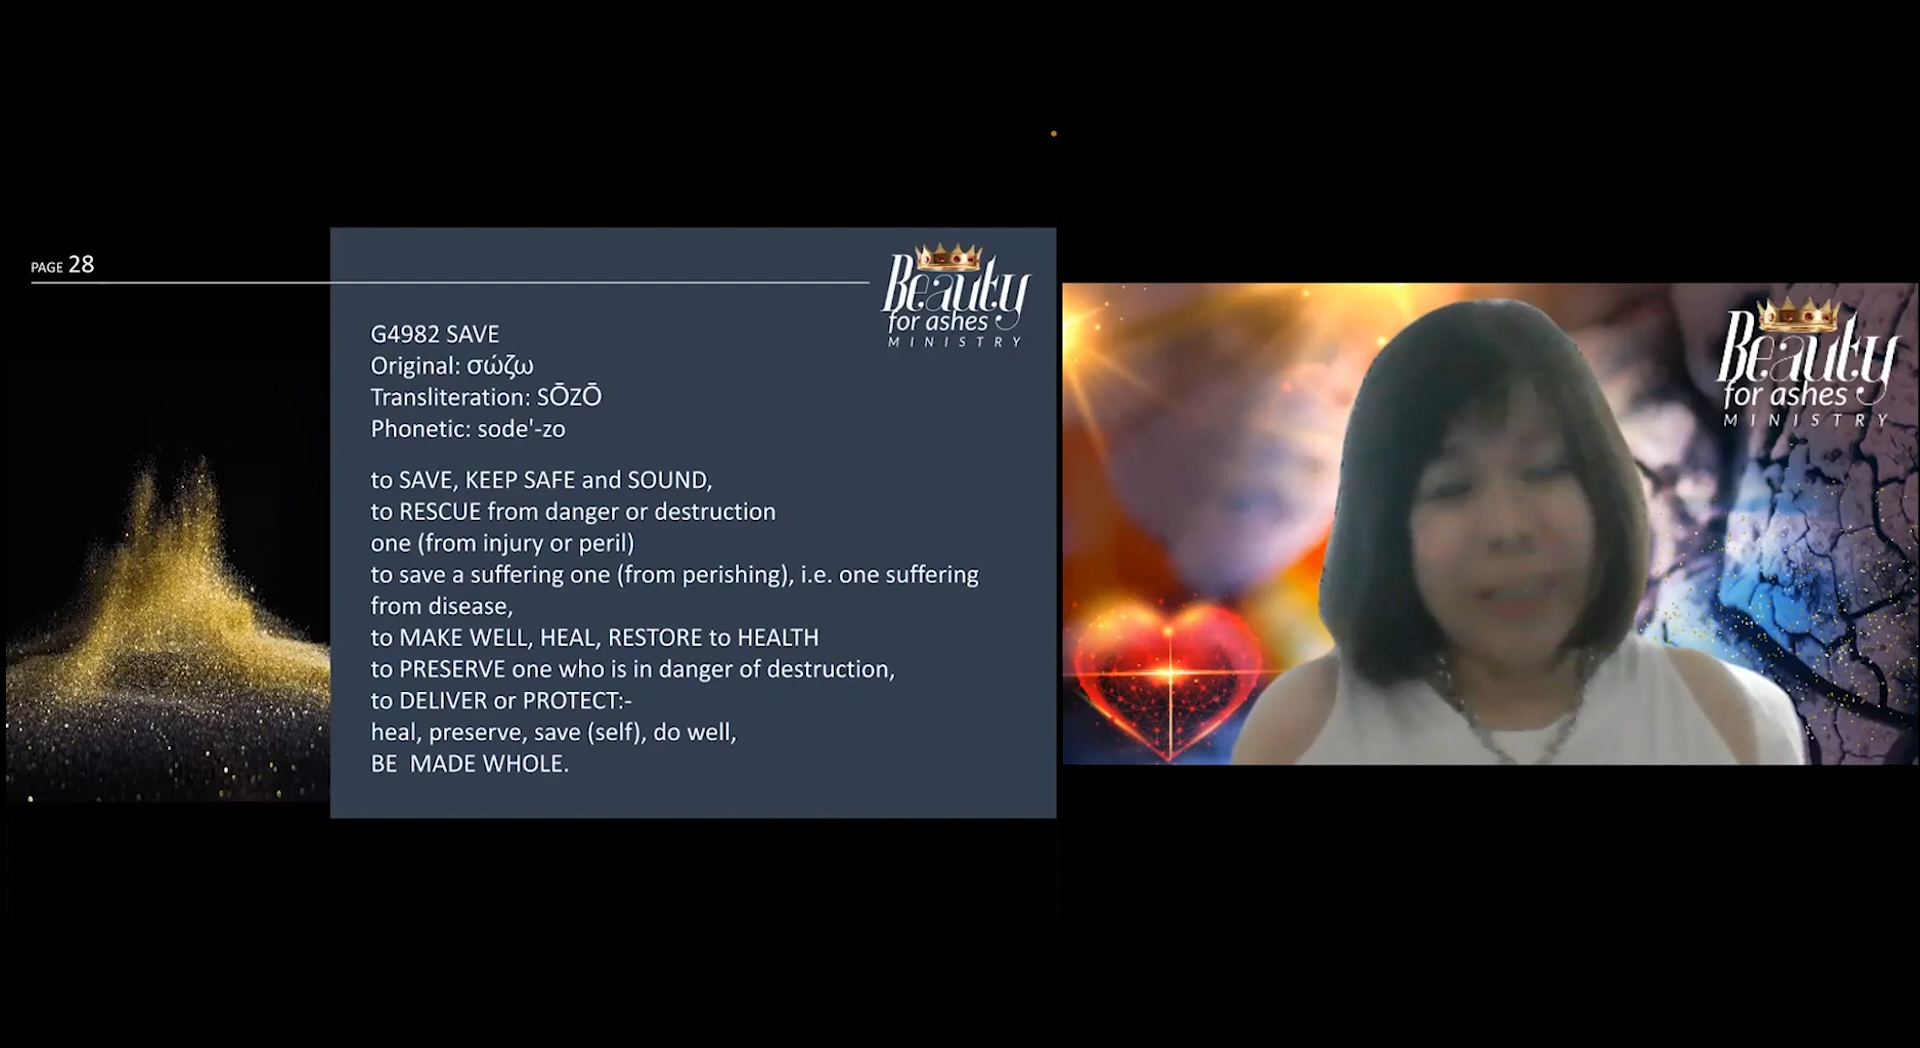 PAGE 28
Beauty
for ashes
MINISTRY
G4982 SAVE
Original: σώζω
Transliteration: SŌZŌ
Phonetic: sode'-zo
to SAVE, KEEP SAFE and SOUND,
to RESCUE from danger or destruction
one (from injury or peril)
to save a suffering one (from perishing), i.e. one suffering
from disease,
to MAKE WELL, HEAL, RESTORE to HEALTH
to PRESERVE one who is in danger of destruction,
to DELIVER or PROTECT:-
heal, preserve, save (self), do well,
BE MADE WHOLE.
Beauty
for ashes
MINISTRY